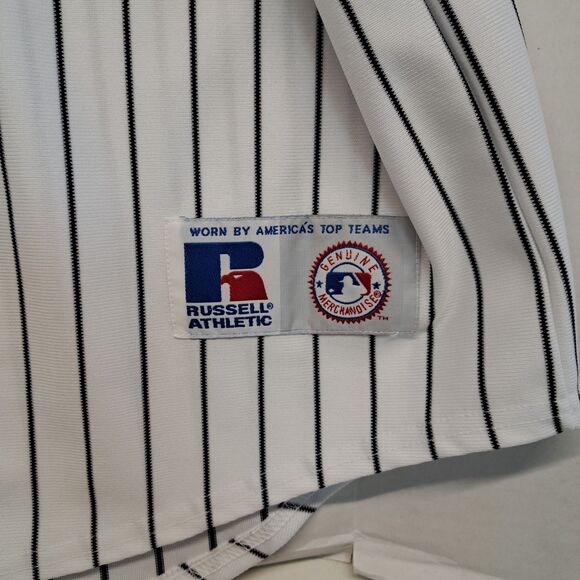 WORN BY AMERICA'S TOP TEAMS
R
RUSSELL®
ATHLETIC
GENUINE
MERCHANDISE®
TM